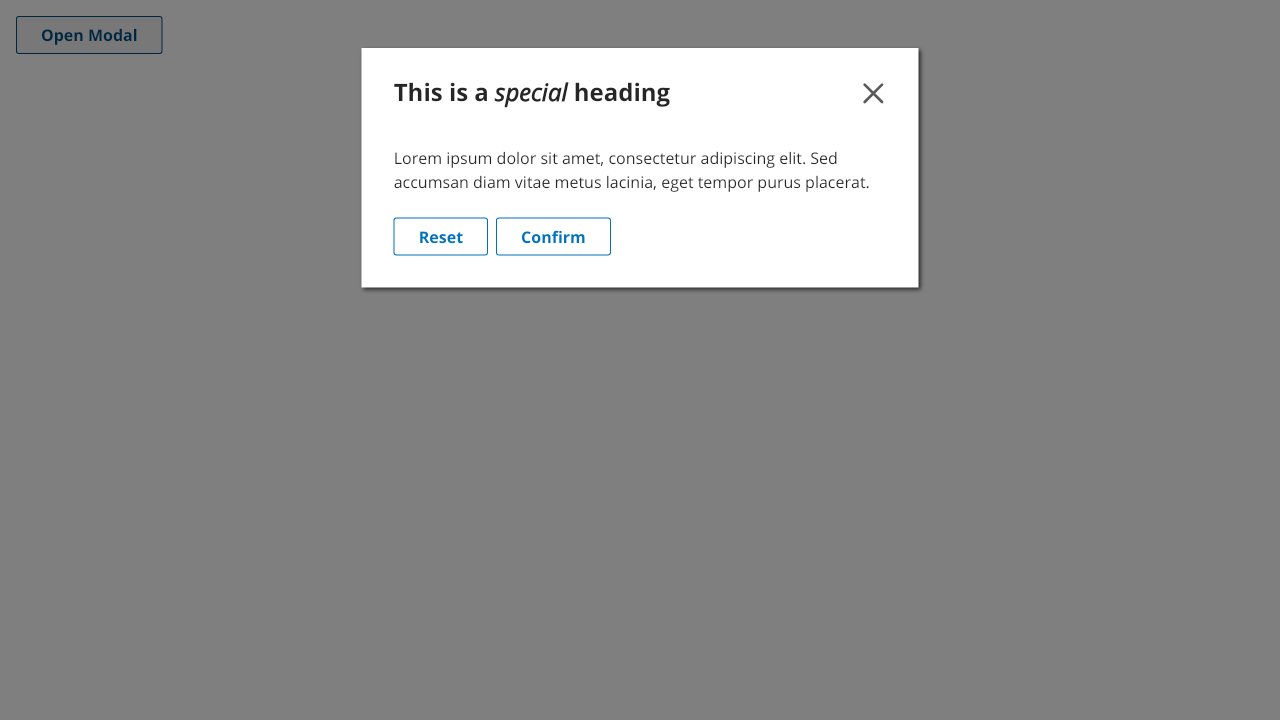 Open Modal
This is a special heading
Lorem ipsum dolor sit amet, consectetur adipiscing elit. Sed
accumsan diam vitae metus lacinia, eget tempor purus placerat.
Reset Confirm